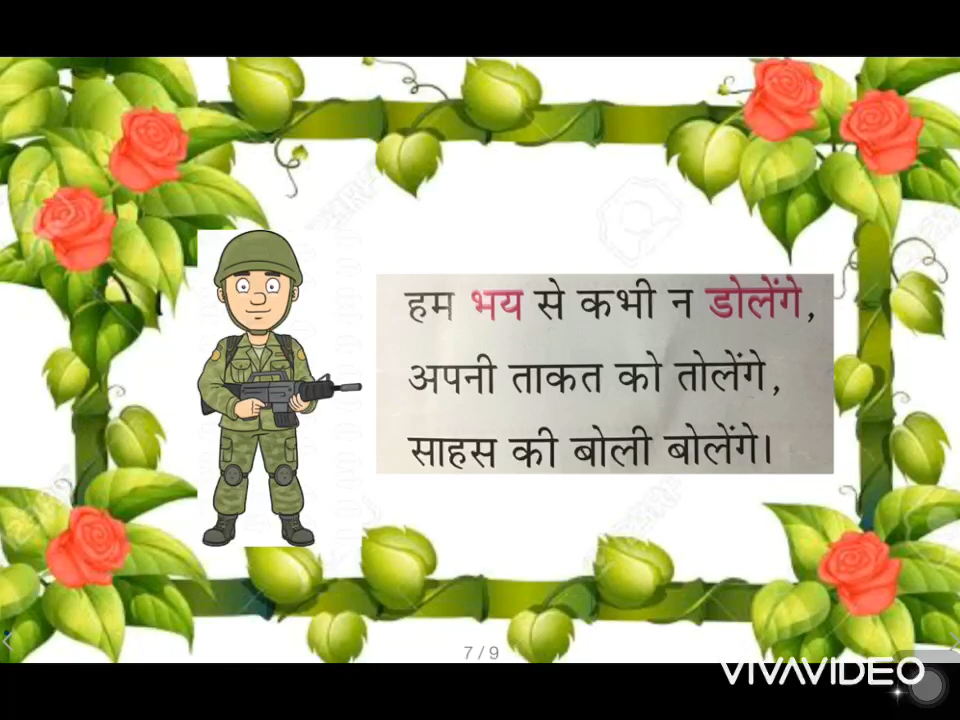 हम भय से कभी न डोलेंगे,
अपनी ताकत को तोलेंगे,
साहस की बोली बोलेंगे।
7 / 9
VIVAVIDEO